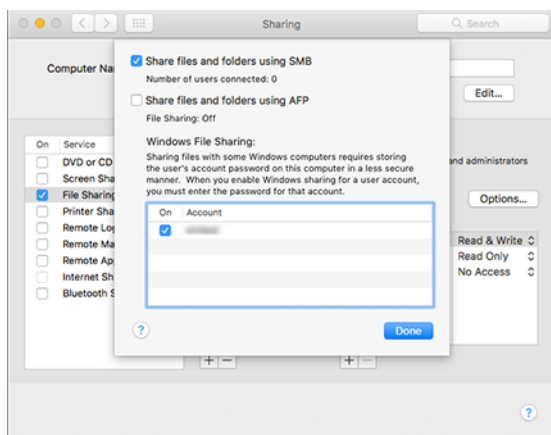 Sharing
Search
Computer Na
Edit...
Share files and folders using SMB
Number of users connected: 0
Share files and folders using AFP
File Sharing: Off
Windows File Sharing:
Sharing files with some Windows computers requires storing
the user's account password on this computer in a less secure
manner. When you enable Windows sharing for a user account,
you must enter the password for that account.
On Account
Done
On Service
DVD or CD
Screen Sha
File Sharing
Printer Sha
Remote Log
Remote Ma
Remote Ap
Internet Sh
Bluetooth S
and administrators
Options...
Read & Write
Read Only
No Access